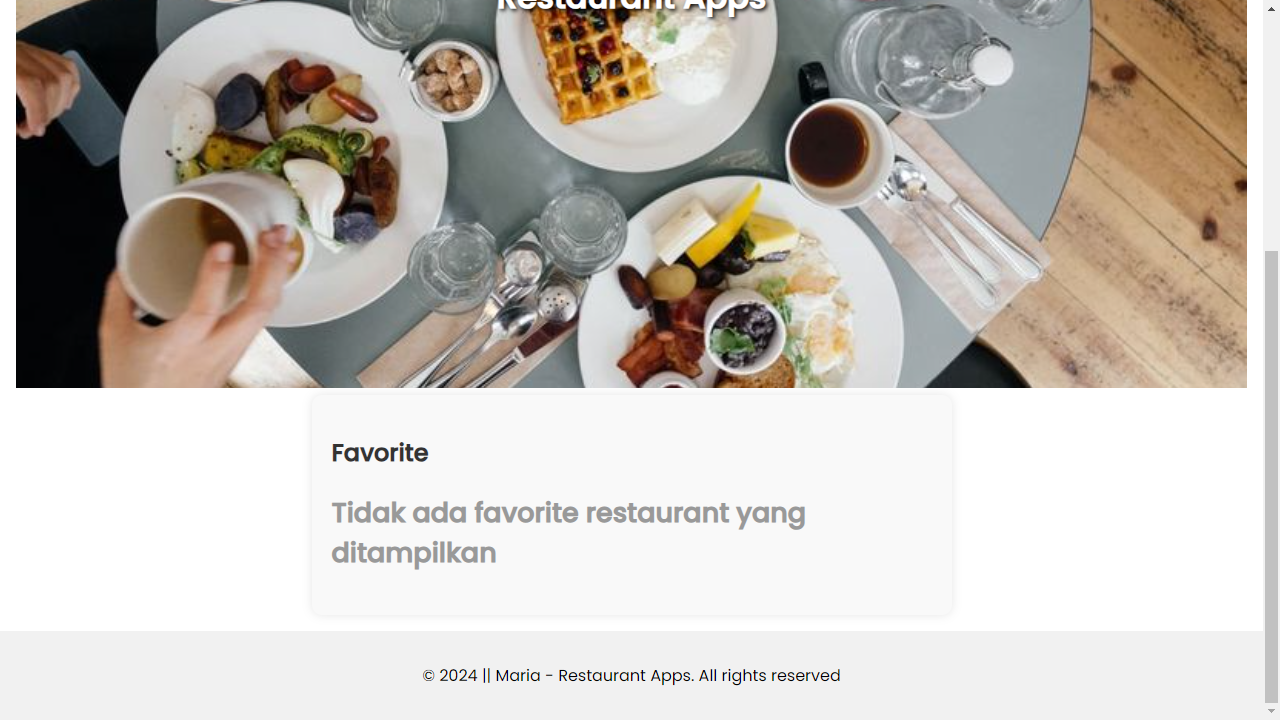 Restaurant Apps
Favorite
Tidak ada favorite restaurant yang
ditampilkan
© 2024 || Maria - Restaurant Apps. All rights reserved